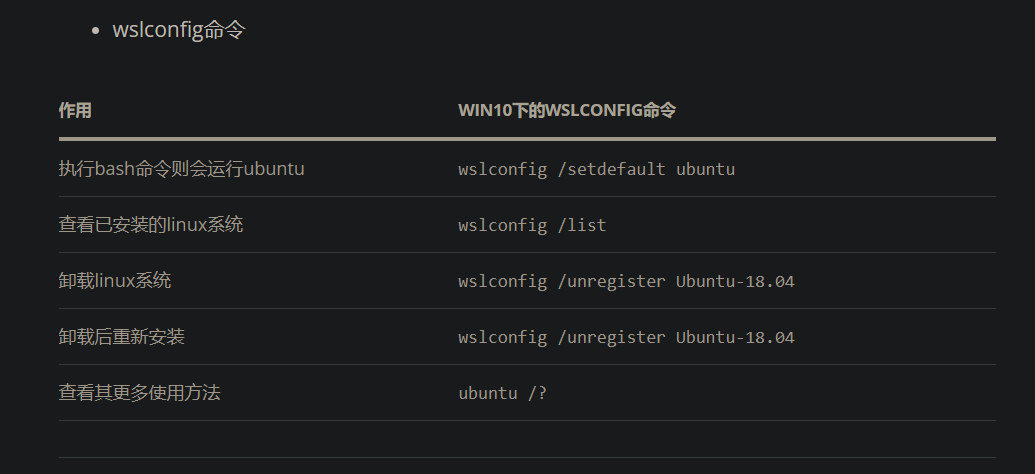 wslconfig命令
作用 WIN10下的WSLCONFIG命令
执行bash命令则会运行ubuntu wslconfig /setdefault ubuntu
查看已安装的linux系统 wslconfig /list
卸载linux系统 wslconfig /unregister Ubuntu-18.04
卸载后重新安装 wslconfig /unregister Ubuntu-18.04
查看其更多使用方法 ubuntu /?